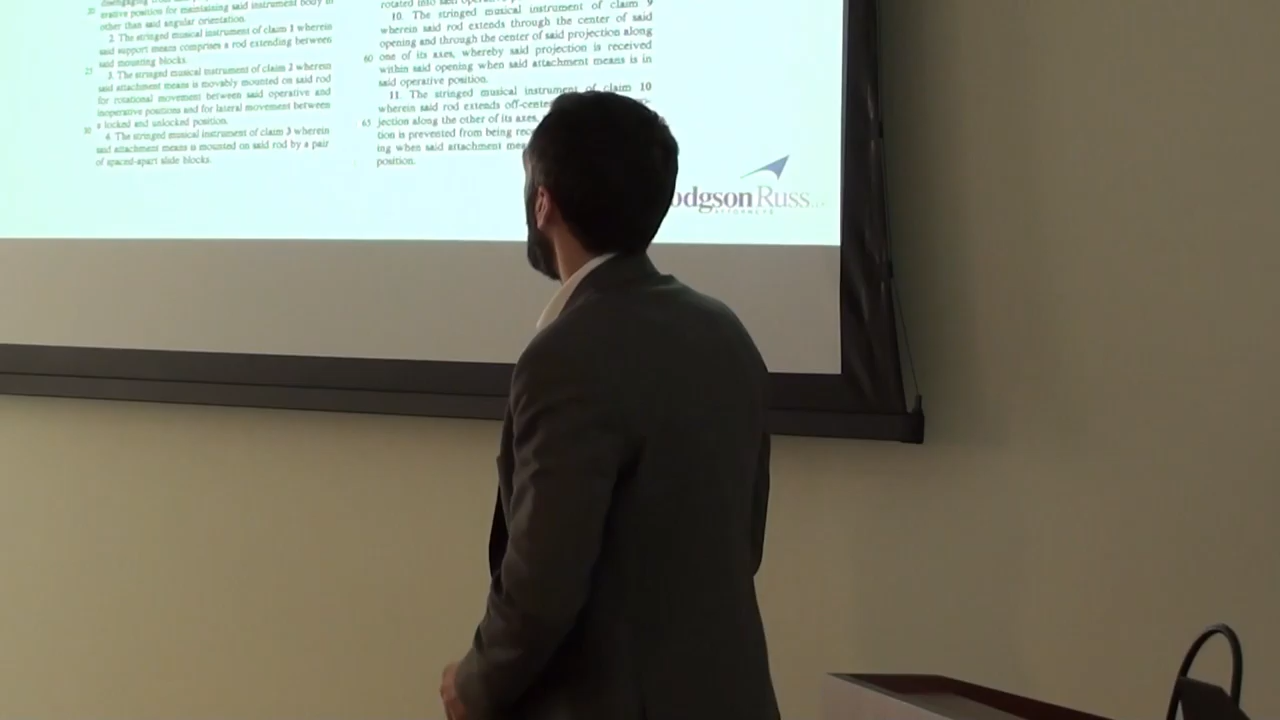 disengaging from said
20 erative position for maintaining said instrument body in
other than said angular orientation.
2. The stringed musical instrument of claim 1 wherein
said support means comprises a rod extending between
said mounting blocks.
25 3. The stringed musical instrument of claim 2 wherein
said attachment means is movably mounted on said rod
for rotational movement between said operative and
inoperative positions and for lateral movement between
30 a locked and unlocked position.
4. The stringed musical instrument of claim 3 wherein
said attachment means is mounted on said rod by a pair
of spaced-apart slide blocks.
rotated into said
10. The stringed musical instrument of claim 9
wherein said rod extends through the center of said
opening and through the center of said projection along
60 one of its axes, whereby said projection is received
within said opening when said attachment means is in
said operative position.
11. The stringed musical instrument of claim 10
wherein said rod extends off-cente
65 jection along the other of its axes,
tion is prevented from being rec
ing when said attachment mea
position.
odgson Russ LLP
ATTORNEYS